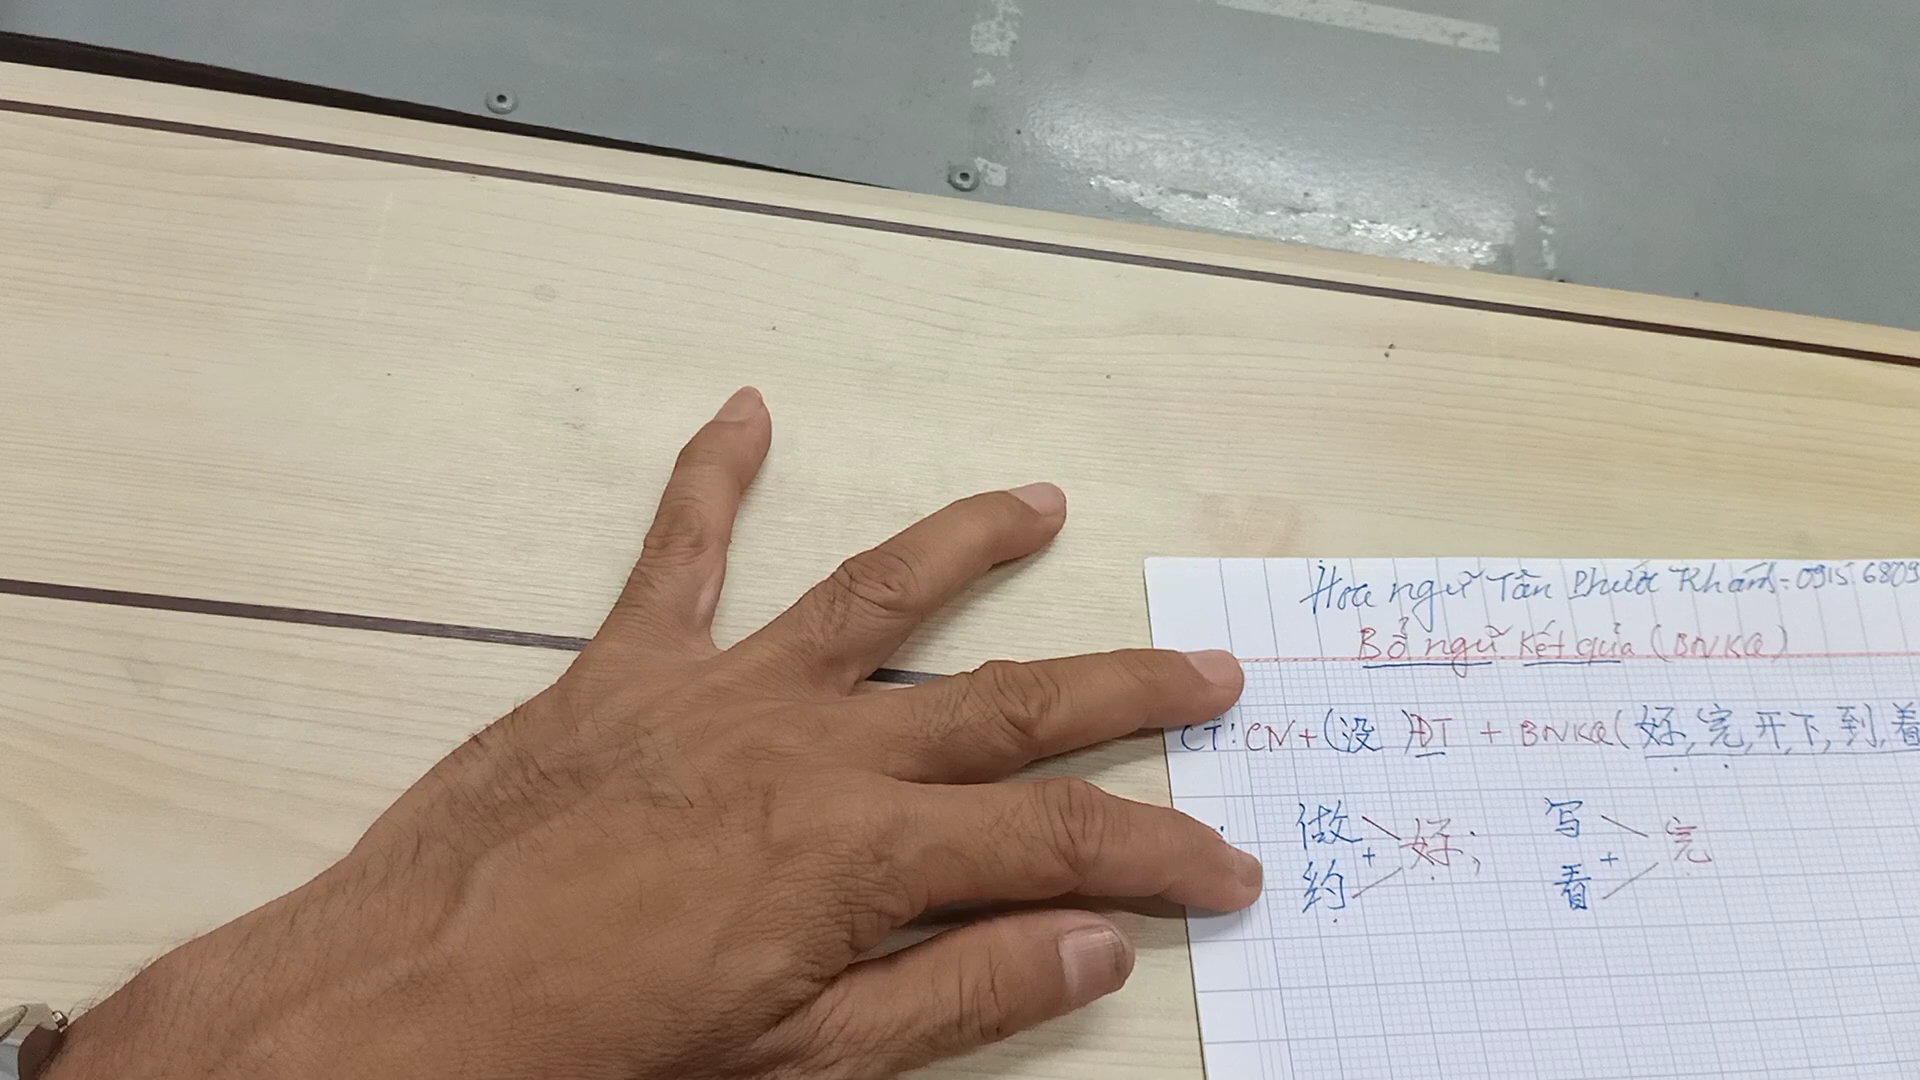 Hoa ngữ Tân Phước Khánh: 0915 6809
Bổ ngữ kết quả (BNKQ)
CT: CN + (没) ĐT + BNKQ (好, 完, 开, 下, 到, 着
: 做 + 好; 写 + 完
约 看